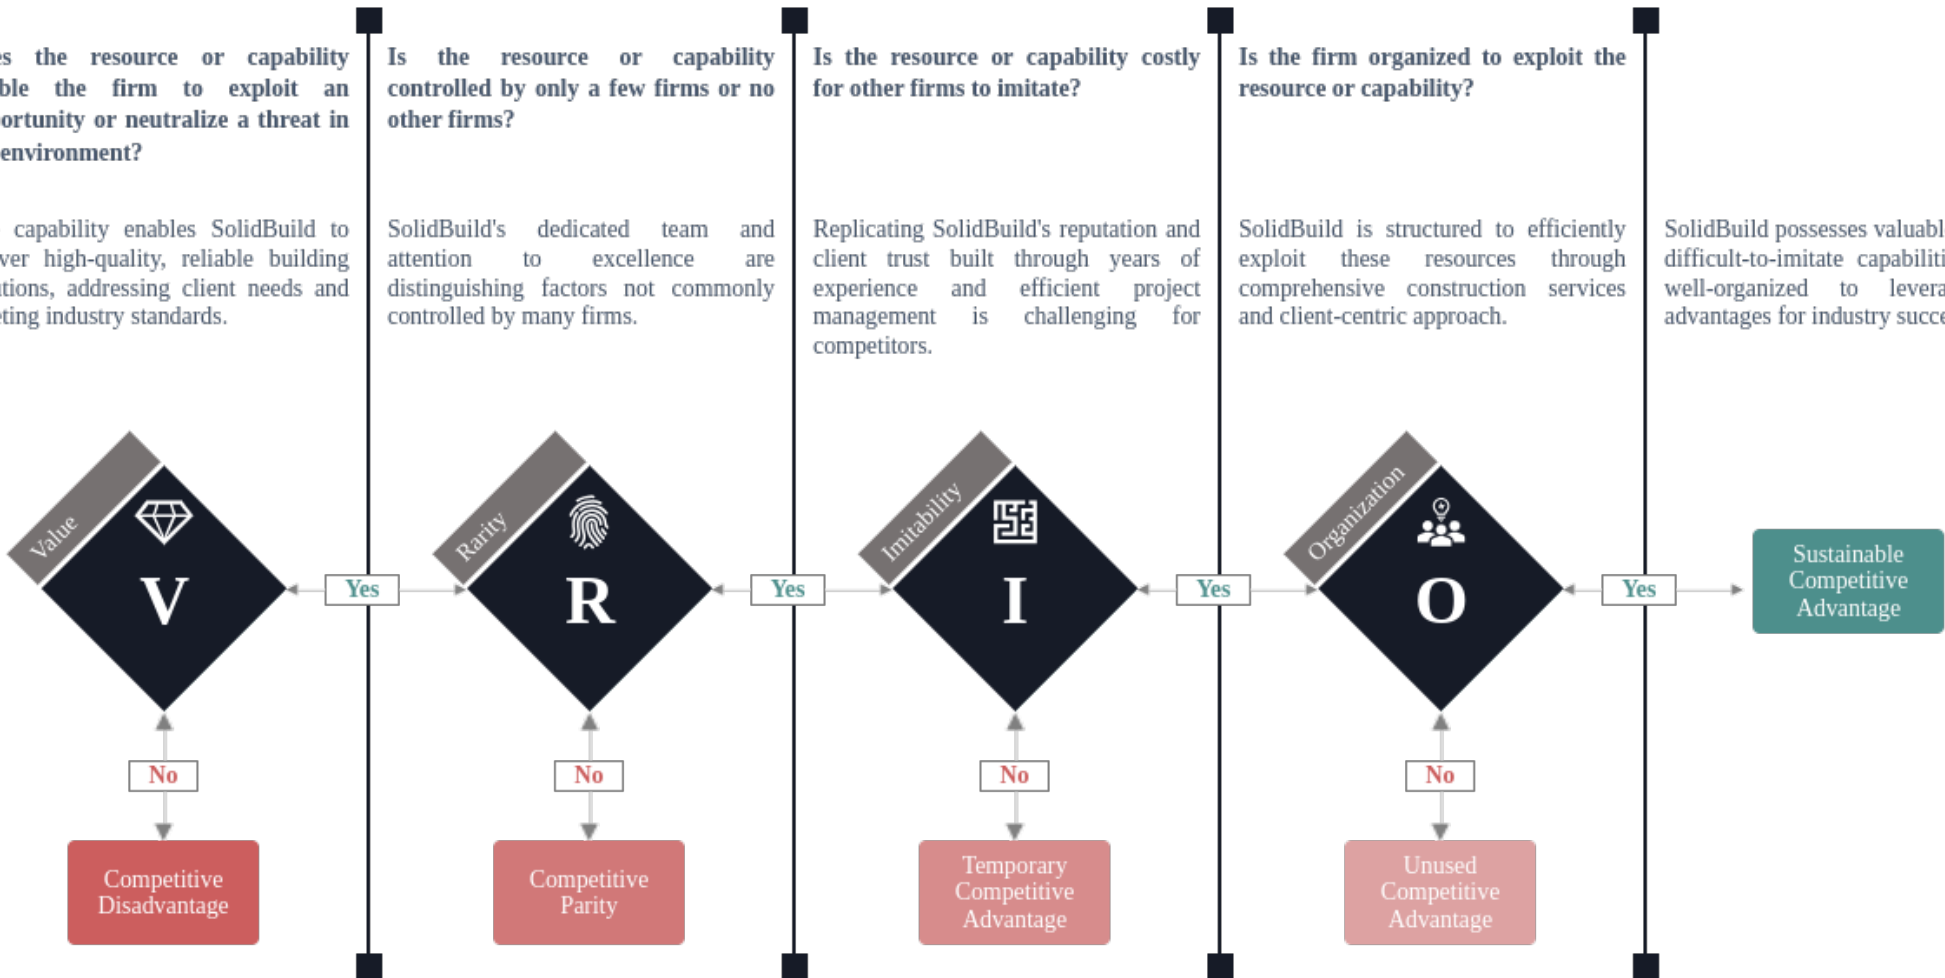 the resource or capability
the firm to exploit an
or neutralize a threat in
environment?
capability enables SolidBuild to
high-quality, reliable building
addressing client needs and
industry standards.
Is the resource or capability
controlled by only a few firms or no
other firms?
SolidBuild's dedicated team and
attention to excellence are
distinguishing factors not commonly
controlled by many firms.
Is the resource or capability costly
for other firms to imitate?
Replicating SolidBuild's reputation and
client trust built through years of
experience and efficient project
management is challenging for
competitors.
Is the firm organized to exploit the
resource or capability?
SolidBuild is structured to efficiently
exploit these resources through
comprehensive construction services
and client-centric approach.
SolidBuild possesses
difficult-to-imitate
well-organized to
advantages for industry
Value
V
Yes
Rarity
R
Yes
Imitability
I
Yes
Organization
O
Yes
Sustainable
Competitive
Advantage
No
No
No
No
Competitive
Disadvantage
Competitive
Parity
Temporary
Competitive
Advantage
Unused
Competitive
Advantage